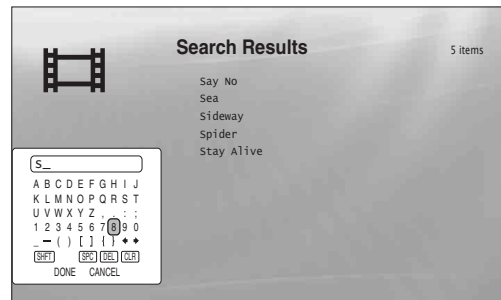 Search Results
5 items
Say No
Sea
Sideway
Spider
Stay Alive
S_
A B C D E F G H I J
K L M N O P Q R S T
U V W X Y Z , . : ;
1 2 3 4 5 6 7 8 9 0
_ – ( ) [ ] { }
SHFT SPC DEL CLR
DONE CANCEL